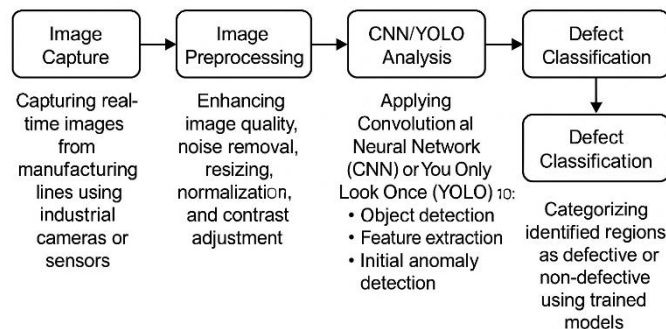 Image
Capture
Capturing real-
time images
from
manufacturing
lines using
industrial
cameras or
sensors
Image
Preprocessing
Enhancing
image quality,
noise removal,
resizing,
normalization,
and contrast
adjustment
CNN/YOLO
Analysis
Applying
Convolution al
Neural Network
(CNN) or You Only
Look Once (YOLO) 10:
• Object detection
• Feature extraction
• Initial anomaly
detection
Defect
Classification
Defect
Classification
Categorizing
identified regions
as defective or
non-defective
using trained
models